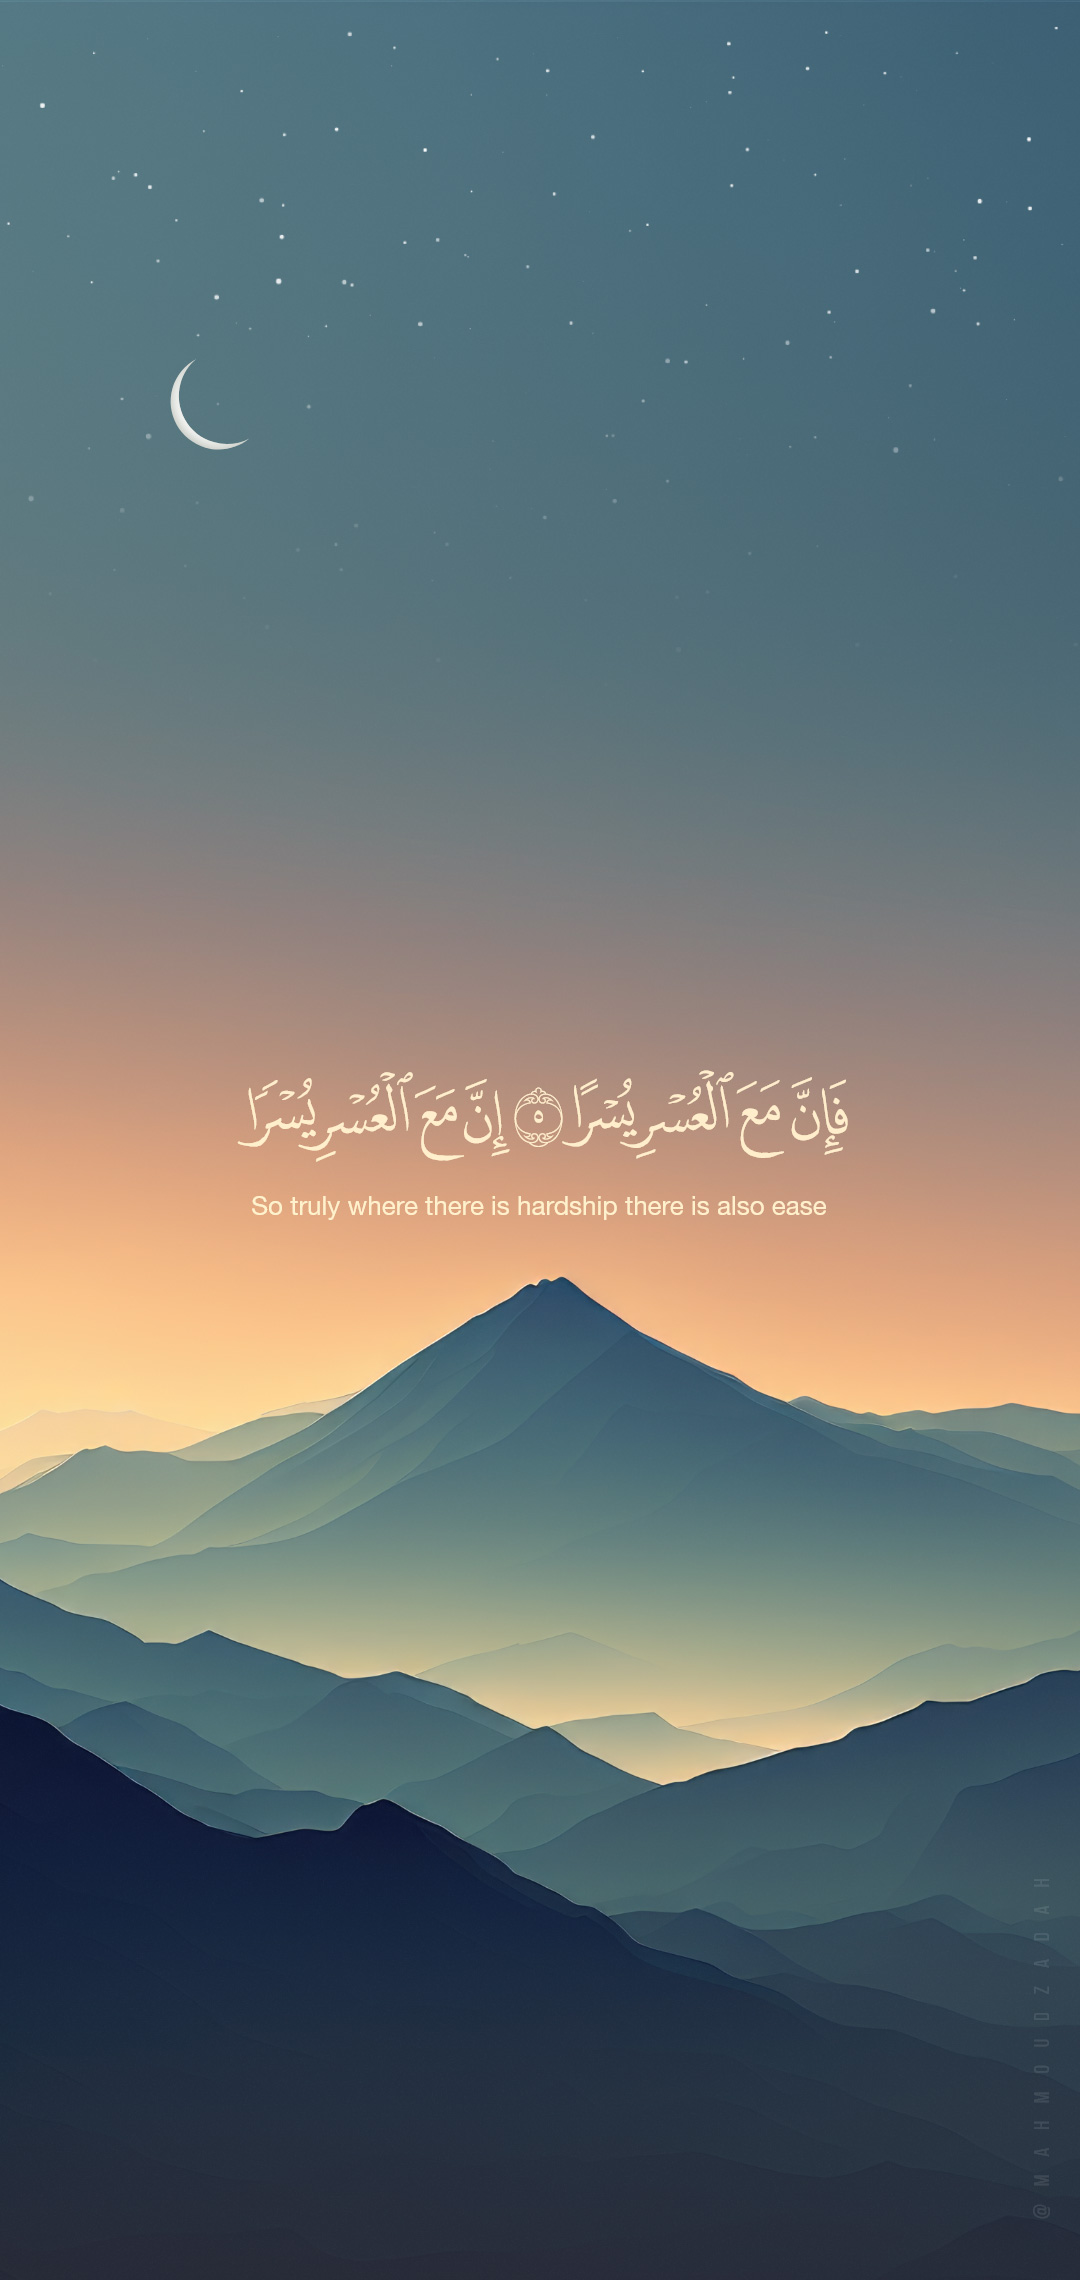 فَإِنَّ مَعَ ٱلْعُسْرِ يُسْرًا ۝٥ إِنَّ مَعَ ٱلْعُسْرِ يُسْرًا
So truly where there is hardship there is also ease
@MAHMOUDZADAH